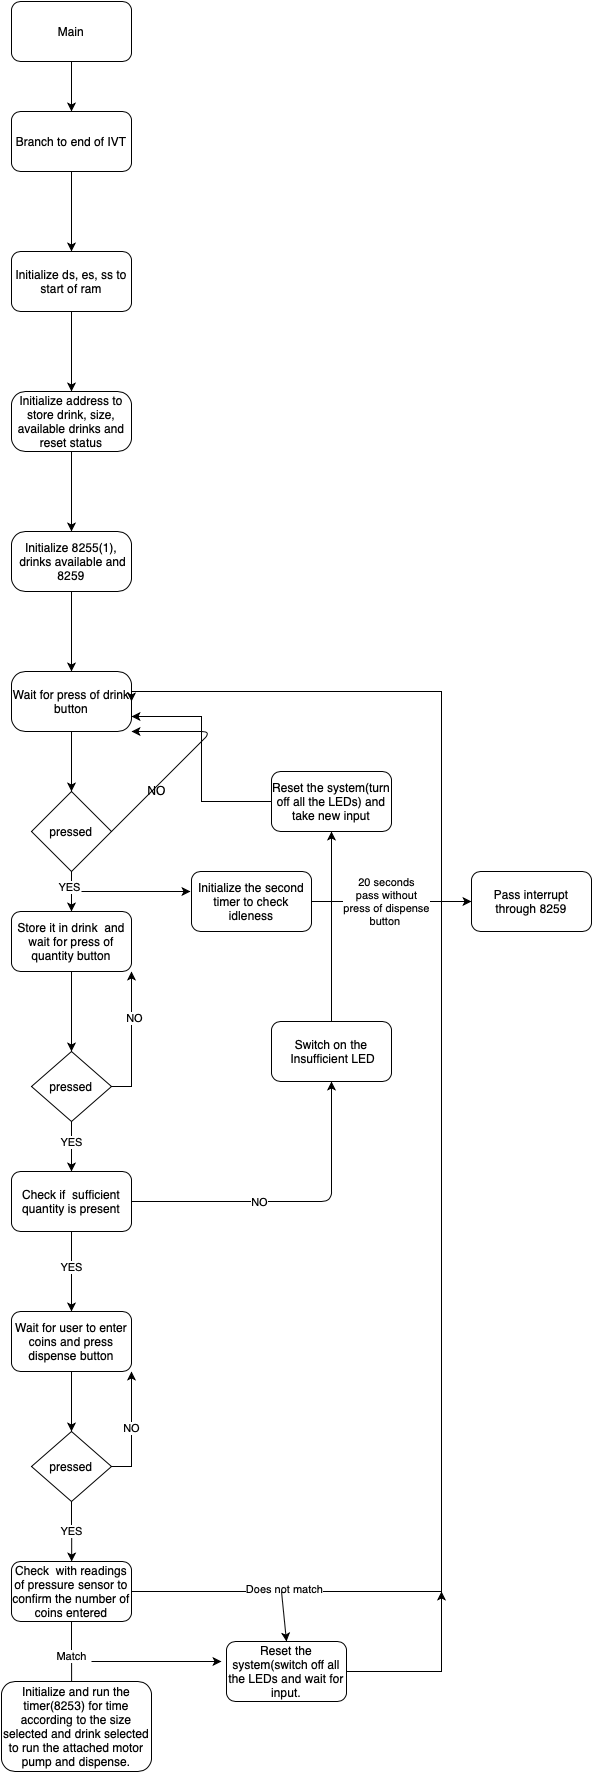 Main
Branch to end of IVT
Initialize ds, es, ss to
start of ram
Initialize address to
store drink, size,
available drinks and
reset status
Initialize 8255(1),
drinks available and
8259
Wait for press of drink
button
NO
pressed
Reset the system(turn
off all the LEDs) and
take new input
YES
Initialize the second
timer to check
idleness
20 seconds
pass without
press of dispense
button
Pass interrupt
through 8259
Store it in drink and
wait for press of
quantity button
NO
pressed
Switch on the
Insufficient LED
YES
Check if sufficient
quantity is present
NO
YES
Wait for user to enter
coins and press
dispense button
NO
pressed
YES
Check with readings
of pressure sensor to
confirm the number of
coins entered
Does not match
Match
Reset the
system(switch off all
the LEDs and wait for
input.
Initialize and run the
timer(8253) for time
according to the size
selected and drink selected
to run the attached motor
pump and dispense.